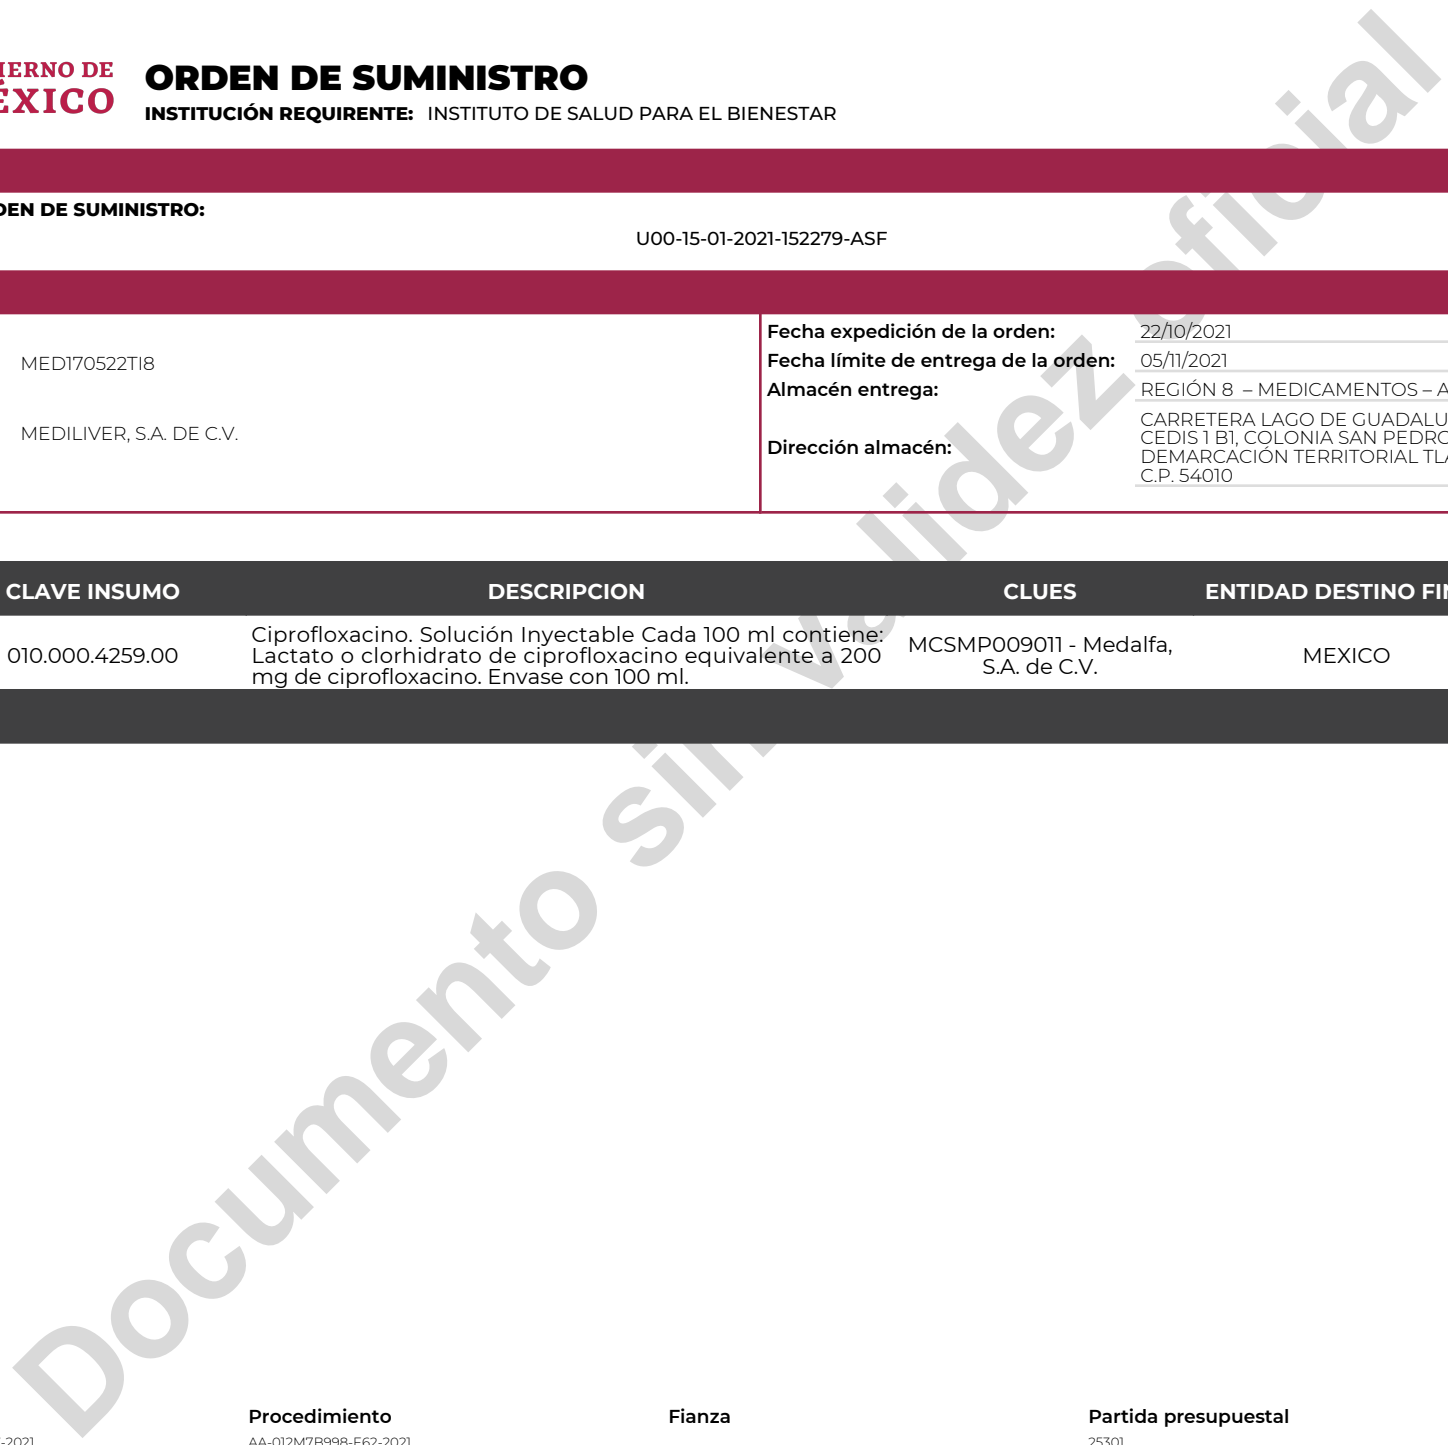 IERNO DE
ÉXICO
ORDEN DE SUMINISTRO
INSTITUCIÓN REQUIRENTE: INSTITUTO DE SALUD PARA EL BIENESTAR
DEN DE SUMINISTRO:
U00-15-01-2021-152279-ASF
MED170522TI8
MEDILIVER, S.A. DE C.V.
Fecha expedición de la orden: 22/10/2021
Fecha límite de entrega de la orden: 05/11/2021
Almacén entrega: REGIÓN 8 – MEDICAMENTOS – A
Dirección almacén:
CARRETERA LAGO DE GUADALU
CEDIS 1 B1, COLONIA SAN PEDRO
DEMARCACIÓN TERRITORIAL TLA
C.P. 54010
CLAVE INSUMO DESCRIPCION CLUES ENTIDAD DESTINO FIN
010.000.4259.00
Ciprofloxacino. Solución Inyectable Cada 100 ml contiene:
Lactato o clorhidrato de ciprofloxacino equivalente a 200
mg de ciprofloxacino. Envase con 100 ml.
MCSMP009011 - Medalfa,
S.A. de C.V.
MEXICO
Documento sin validez oficial
Procedimiento Fianza Partida presupuestal
-2021 AA-012M7B998-E62-2021 25301